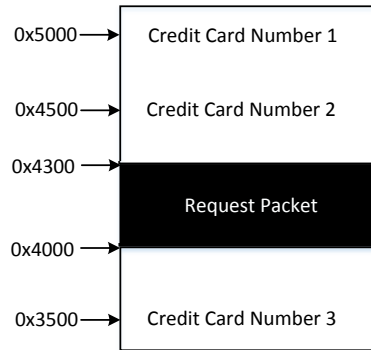 0x5000 Credit Card Number 1
0x4500 Credit Card Number 2
0x4300
Request Packet
0x4000
0x3500 Credit Card Number 3